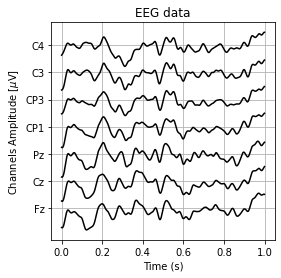 EEG data
C4
C3
CP3
CP1
Pz
Cz
Fz
Channels Amplitude [μV]
0.0 0.2 0.4 0.6 0.8 1.0
Time (s)